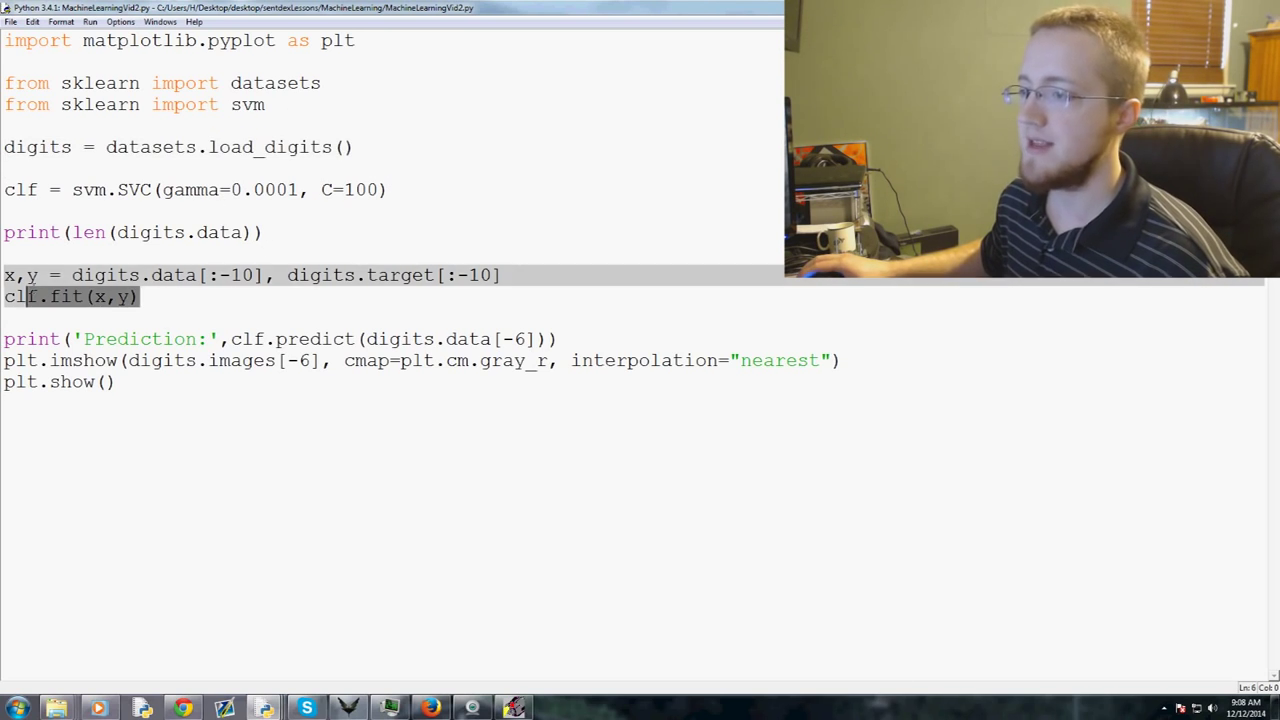 Python 3.4.1: MachineLearningVid2.py - C:/Users/H/Desktop/desktop/sentdexLessons/MachineLearning/MachineLearningVid2.py
File Edit Format Run Options Windows Help
import matplotlib.pyplot as plt
from sklearn import datasets
from sklearn import svm
digits = datasets.load_digits()
clf = svm.SVC(gamma=0.0001, C=100)
print(len(digits.data))
x,y = digits.data[:-10], digits.target[:-10]
clf.fit(x,y)
print('Prediction:',clf.predict(digits.data[-6]))
plt.imshow(digits.images[-6], cmap=plt.cm.gray_r, interpolation="nearest")
plt.show()
Ln: 6 Col: 0
9:08 AM
12/12/2014